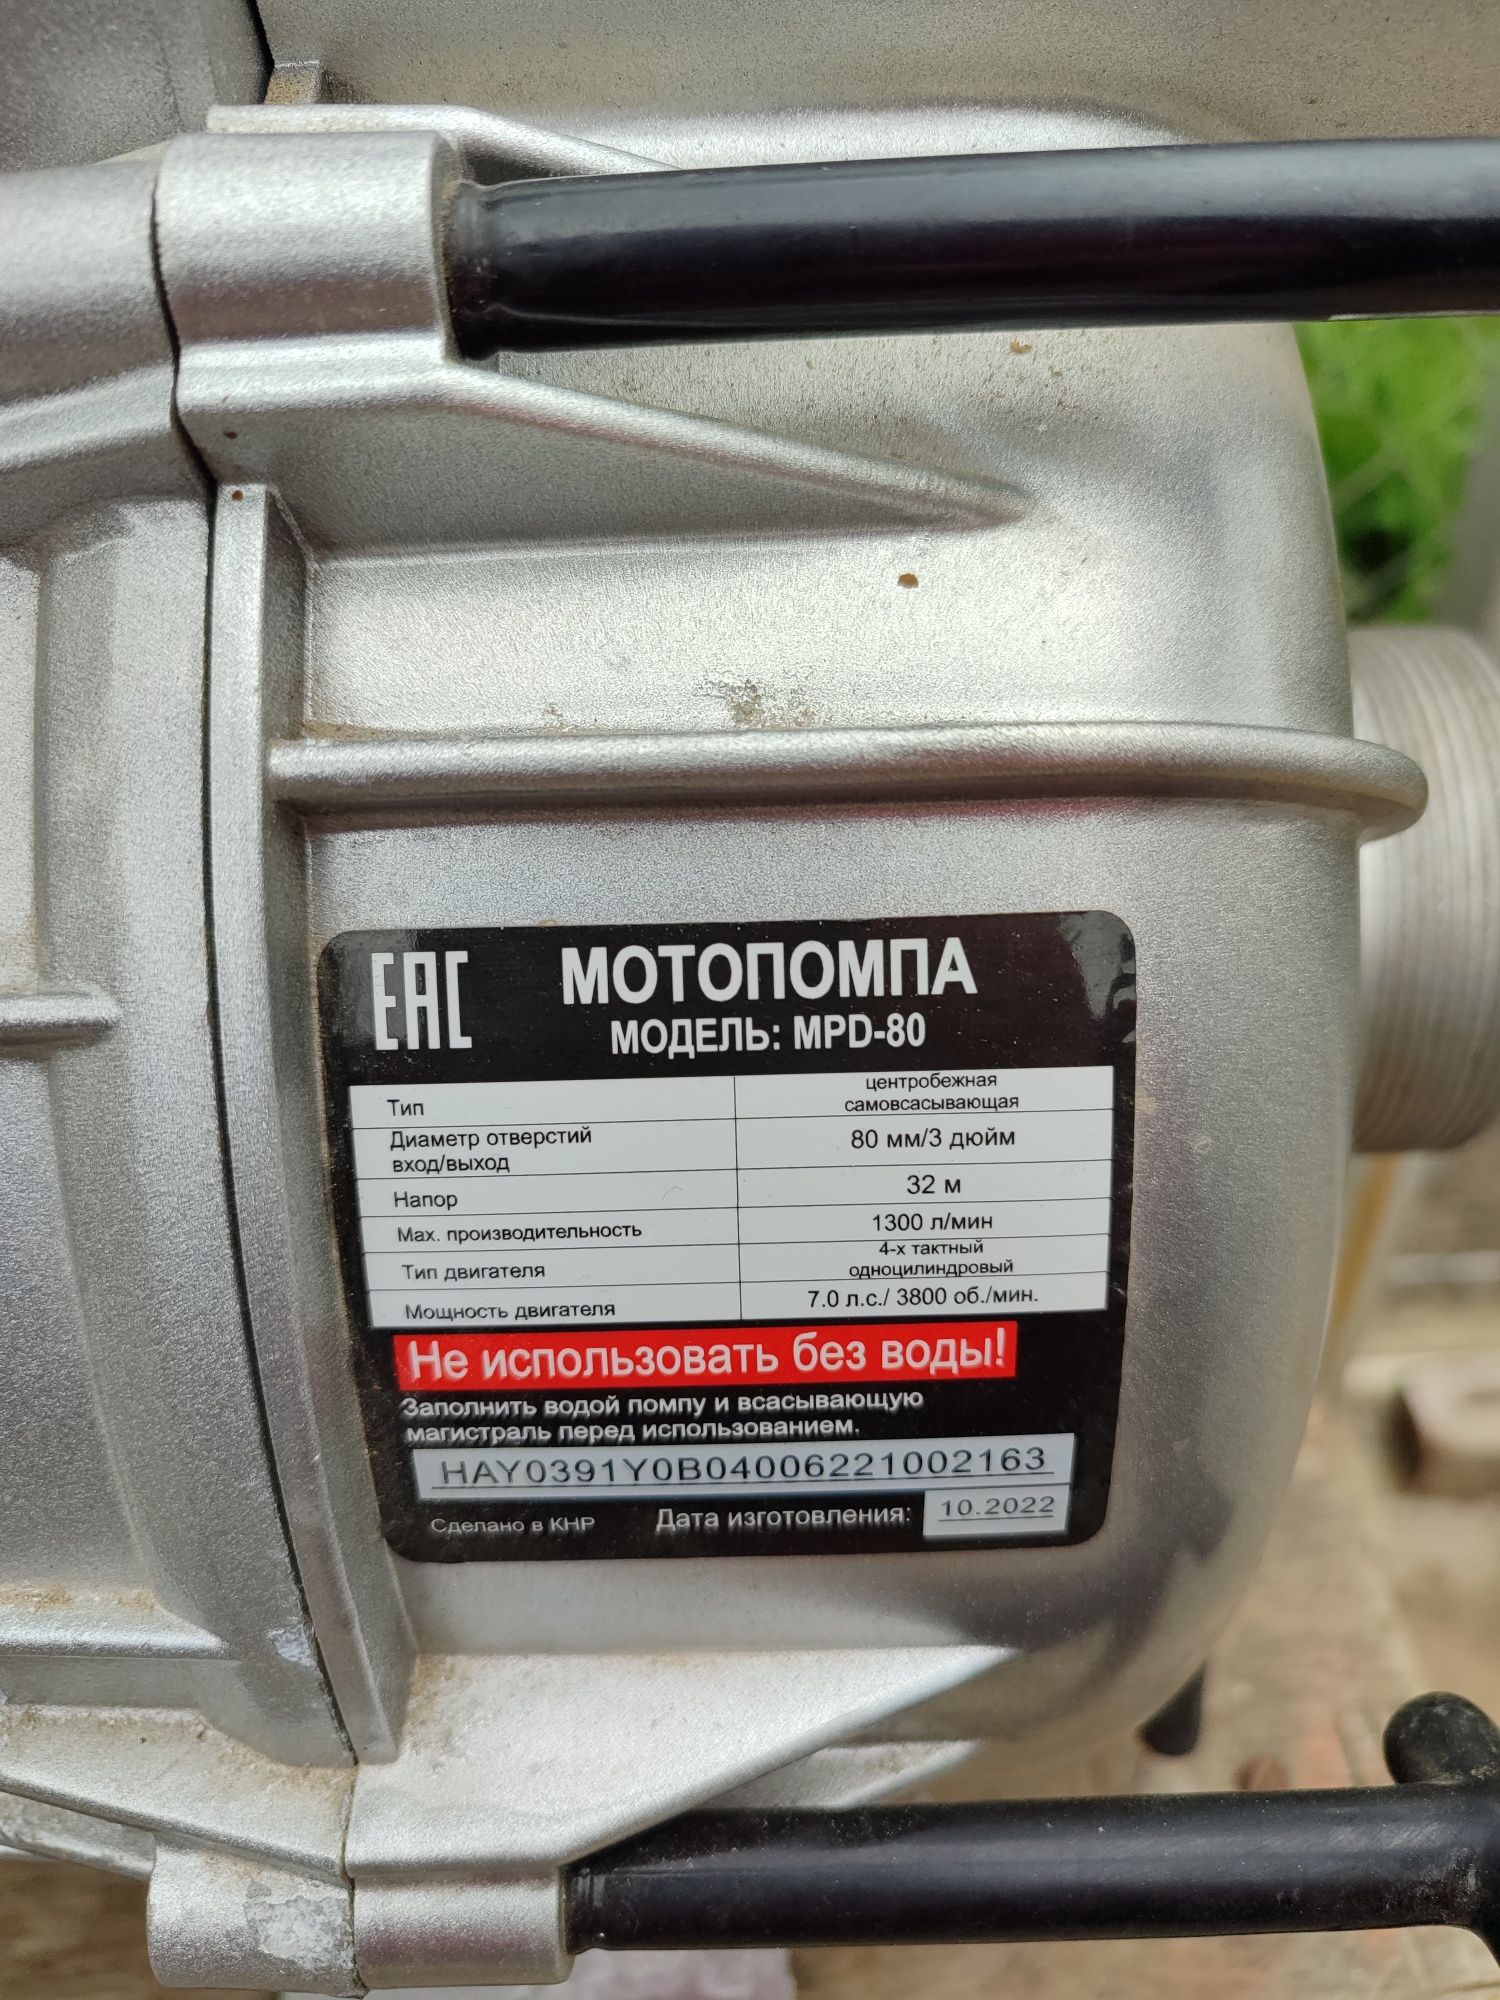 ЕАС
МОТОПОМПА
МОДЕЛЬ: MPD-80
Тип
центробежная
самовсасывающая
Диаметр отверстий
вход/выход
80 мм/3 дюйм
Напор
32 м
Мах. производительность
1300 л/мин
Тип двигателя
4-х тактный
одноцилиндровый
Мощность двигателя
7.0 л.с./ 3800 об./мин.
Не использовать без воды!
Заполнить водой помпу и всасывающую
магистраль перед использованием.
HAY0391Y0B04006221002163
Сделано в КНР
Дата изготовления:
10.2022